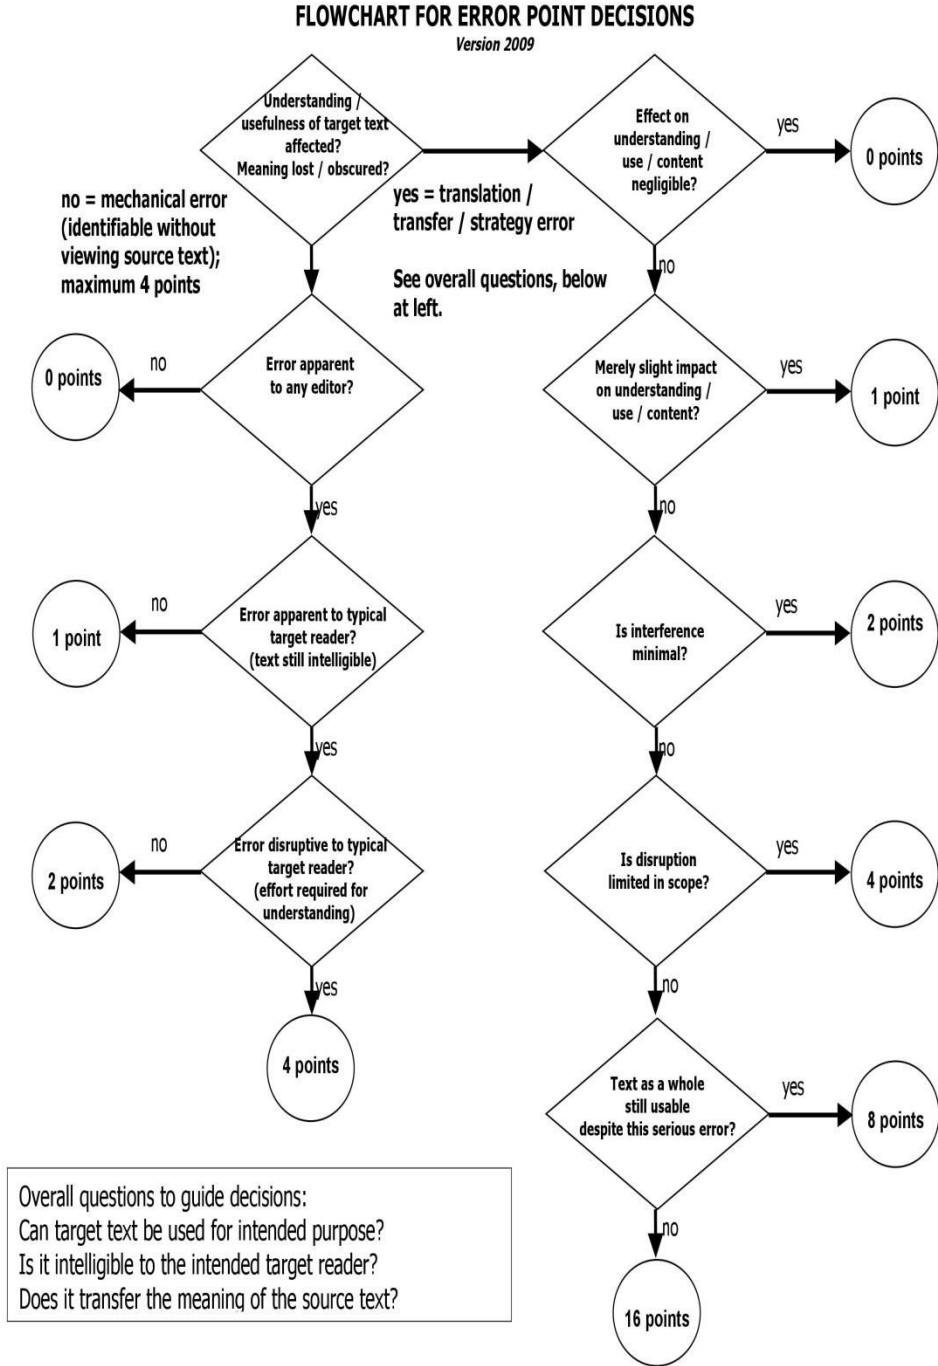 FLOWCHART FOR ERROR POINT DECISIONS
Version 2009
Understanding /
usefulness of target text
affected?
Meaning lost / obscured?
Effect on
understanding /
use / content
negligible?
yes
0 points
no = mechanical error
(identifiable without
viewing source text);
maximum 4 points
yes = translation /
transfer / strategy error
See overall questions, below
at left.
no
0 points
no
Error apparent
to any editor?
Merely slight impact
on understanding /
use / content?
yes
1 point
yes
no
1 point
no
Error apparent to typical
target reader?
(text still intelligible)
Is interference
minimal?
yes
2 points
yes
no
2 points
no
Error disruptive to typical
target reader?
(effort required for
understanding)
Is disruption
limited in scope?
yes
4 points
yes
no
4 points
Text as a whole
still usable
despite this serious error?
yes
8 points
no
16 points
Overall questions to guide decisions:
Can target text be used for intended purpose?
Is it intelligible to the intended target reader?
Does it transfer the meaning of the source text?